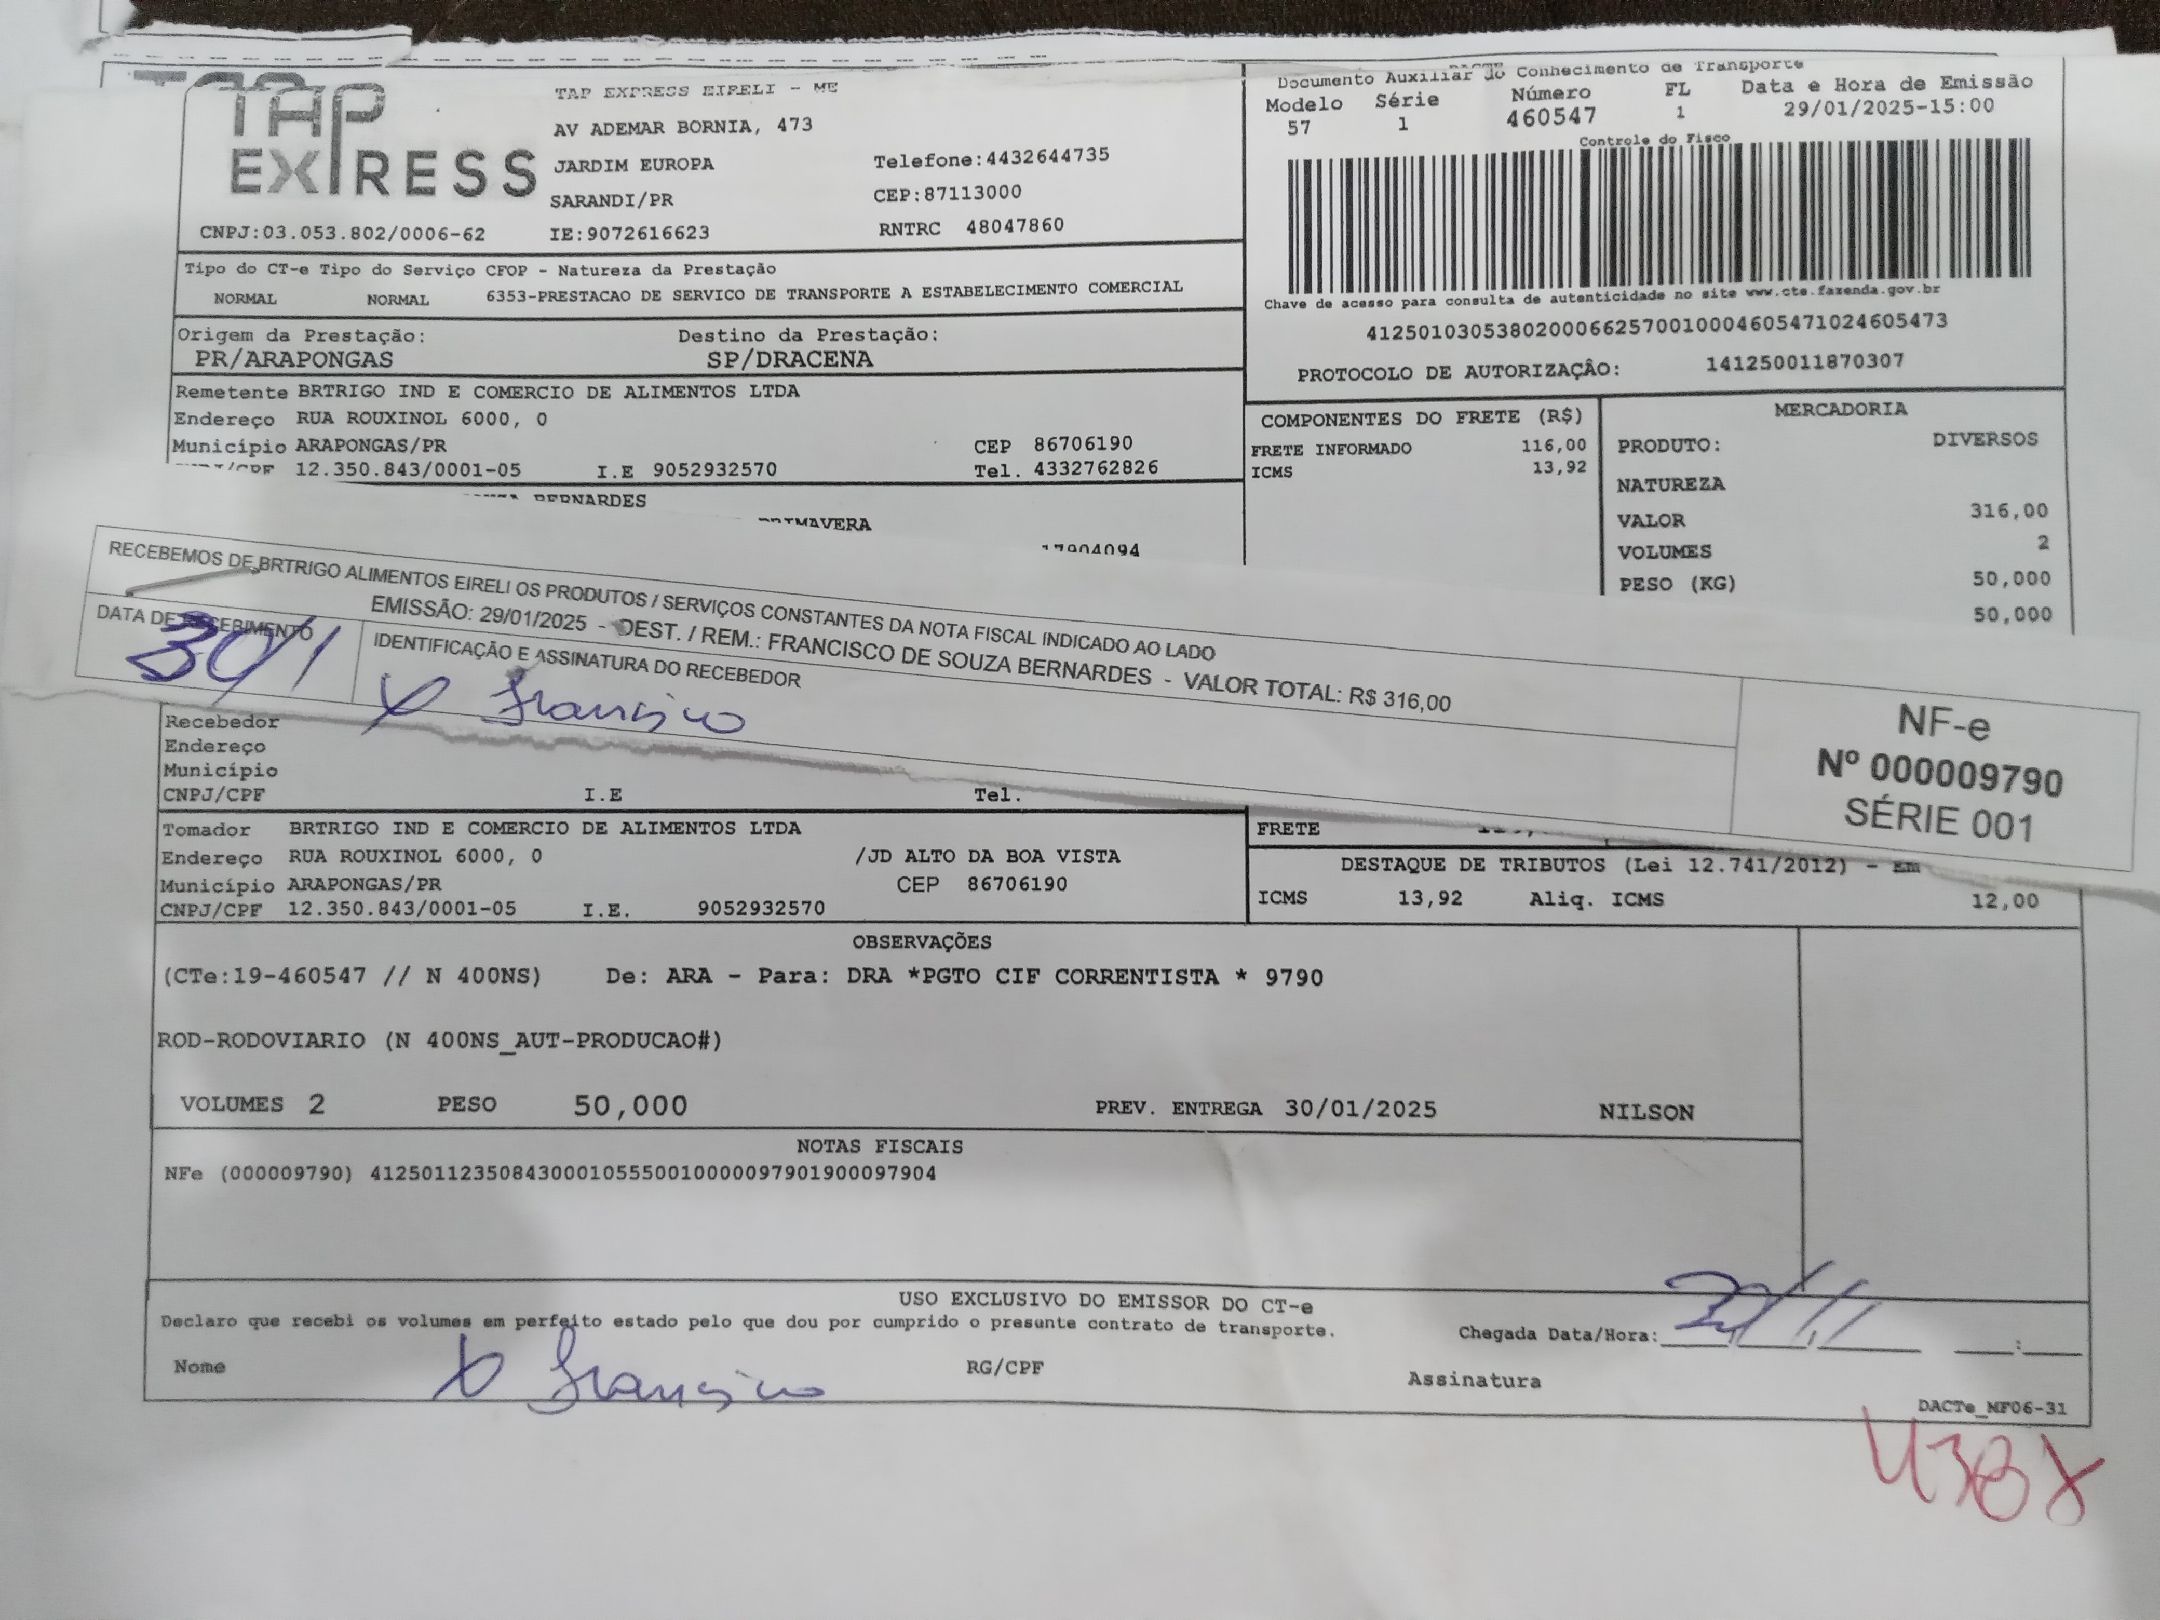 TAP EXPRESS
TAP EXPRESS EIRELI - ME
AV ADEMAR BORNIA, 473
JARDIM EUROPA Telefone:4432644735
SARANDI/PR CEP:87113000
CNPJ:03.053.802/0006-62 IE:9072616623 RNTRC 48047860
Documento Auxiliar do Conhecimento de Transporte
Modelo Série Número FL Data e Hora de Emissão
57 1 460547 1 29/01/2025-15:00
Controle do Fisco
Chave de acesso para consulta de autenticidade no site www.cte.fazenda.gov.br
41250103053802000662570010004605471024605473
PROTOCOLO DE AUTORIZAÇÂO: 141250011870307
Tipo do CT-e Tipo do Serviço CFOP - Natureza da Prestação
NORMAL NORMAL 6353-PRESTACAO DE SERVICO DE TRANSPORTE A ESTABELECIMENTO COMERCIAL
Origem da Prestação: Destino da Prestação:
PR/ARAPONGAS SP/DRACENA
Remetente BRTRIGO IND E COMERCIO DE ALIMENTOS LTDA
Endereço RUA ROUXINOL 6000, 0
Município ARAPONGAS/PR CEP 86706190
12.350.843/0001-05 I.E 9052932570 Tel. 4332762826
BERNARDES
PRIMAVERA
17904094
COMPONENTES DO FRETE (R$)
FRETE INFORMADO 116,00
ICMS 13,92
MERCADORIA
PRODUTO: DIVERSOS
NATUREZA
VALOR 316,00
VOLUMES 2
PESO (KG) 50,000
50,000
RECEBEMOS DE BRTRIGO ALIMENTOS EIRELI OS PRODUTOS / SERVIÇOS CONSTANTES DA NOTA FISCAL INDICADO AO LADO
EMISSÃO: 29/01/2025 - DEST. / REM.: FRANCISCO DE SOUZA BERNARDES - VALOR TOTAL: R$ 316,00
DATA DE RECEBIMENTO IDENTIFICAÇÃO E ASSINATURA DO RECEBEDOR
30/1 Francisco
NF-e
Nº 000009790
SÉRIE 001
Recebedor
Endereço
Município
CNPJ/CPF I.E Tel.
Tomador BRTRIGO IND E COMERCIO DE ALIMENTOS LTDA
Endereço RUA ROUXINOL 6000, 0 /JD ALTO DA BOA VISTA
Município ARAPONGAS/PR CEP 86706190
CNPJ/CPF 12.350.843/0001-05 I.E. 9052932570
FRETE
DESTAQUE DE TRIBUTOS (Lei 12.741/2012) - Em
ICMS 13,92 Aliq. ICMS 12,00
OBSERVAÇÕES
(CTe:19-460547 // N 400NS) De: ARA - Para: DRA *PGTO CIF CORRENTISTA * 9790
ROD-RODOVIARIO (N 400NS_AUT-PRODUCAO#)
VOLUMES 2 PESO 50,000 PREV. ENTREGA 30/01/2025 NILSON
NOTAS FISCAIS
NFe (000009790) 41250112350843000105550010000097901900097904
USO EXCLUSIVO DO EMISSOR DO CT-e
Declaro que recebi os volumes em perfeito estado pelo que dou por cumprido o presunte contrato de transporte.
Chegada Data/Hora:
Nome Francisco RG/CPF Assinatura
DACTe_MF06-31